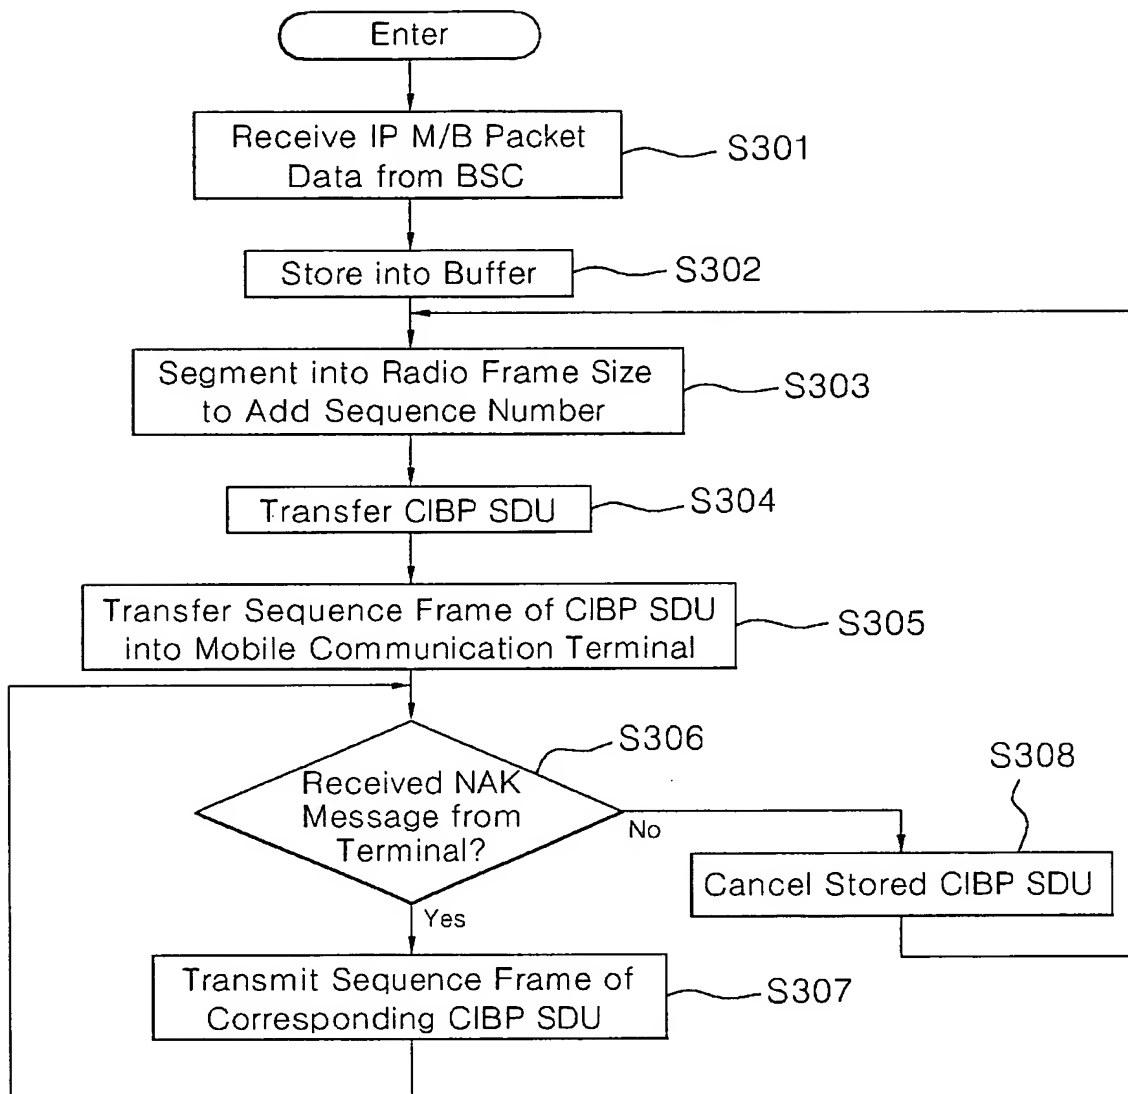 Enter
Receive IP M/B Packet
Data from BSC
S301
Store into Buffer
S302
Segment into Radio Frame Size
to Add Sequence Number
S303
Transfer CIBP SDU
S304
Transfer Sequence Frame of CIBP SDU
into Mobile Communication Terminal
S305
Received NAK
Message from
Terminal?
S306
No
Yes
S308
Cancel Stored CIBP SDU
Transmit Sequence Frame of
Corresponding CIBP SDU
S307